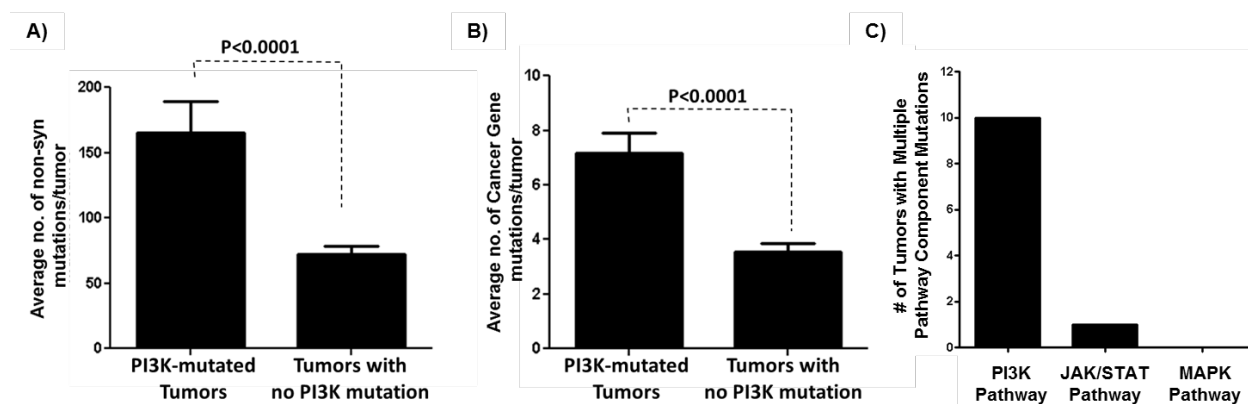 A)
P<0.0001
Average no. of non-syn
mutations/tumor
200
150
100
50
0
PI3K-mutated
Tumors
Tumors with
no PI3K mutation
B)
P<0.0001
Average no. of Cancer Gene
mutations/tumor
10
8
6
4
2
0
PI3K-mutated
Tumors
Tumors with
no PI3K mutation
C)
# of Tumors with Multiple
Pathway Component Mutations
12
10
8
6
4
2
0
PI3K
Pathway
JAK/STAT
Pathway
MAPK
Pathway